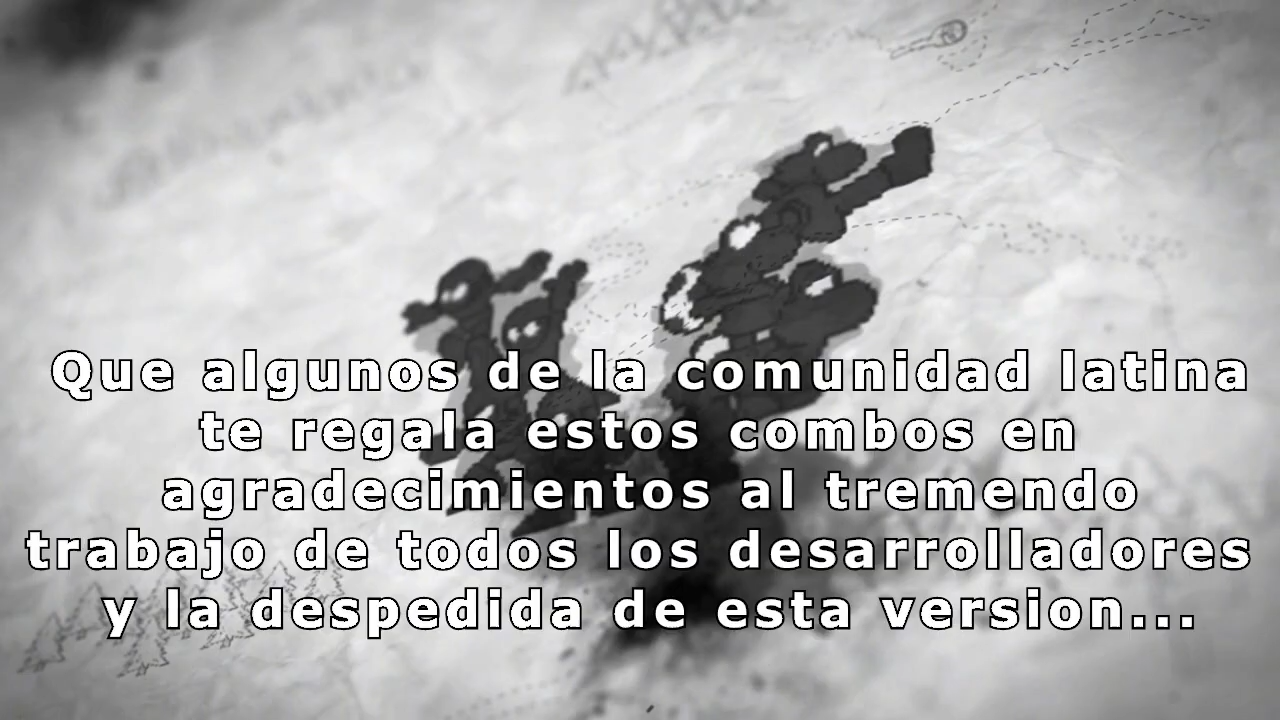 Que algunos de la comunidad latina
te regala estos combos en
agradecimientos al tremendo
trabajo de todos los desarrolladores
y la despedida de esta version...